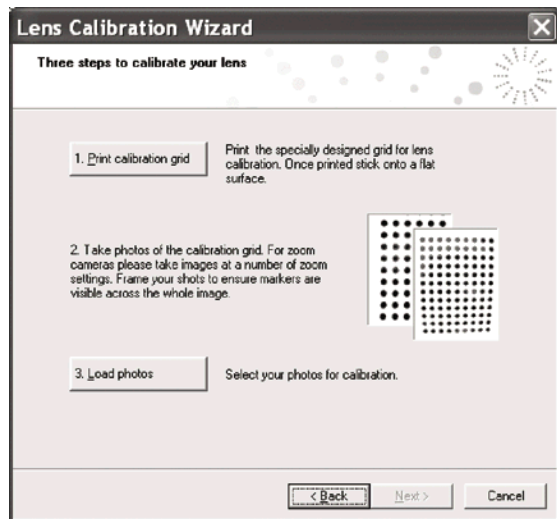 Lens Calibration Wizard
Three steps to calibrate your lens
1. Print calibration grid
Print the specially designed grid for lens
calibration. Once printed stick onto a flat
surface.
2. Take photos of the calibration grid. For zoom
cameras please take images at a number of zoom
settings. Frame your shots to ensure markers are
visible across the whole image.
3. Load photos
Select your photos for calibration.
< Back
Next >
Cancel